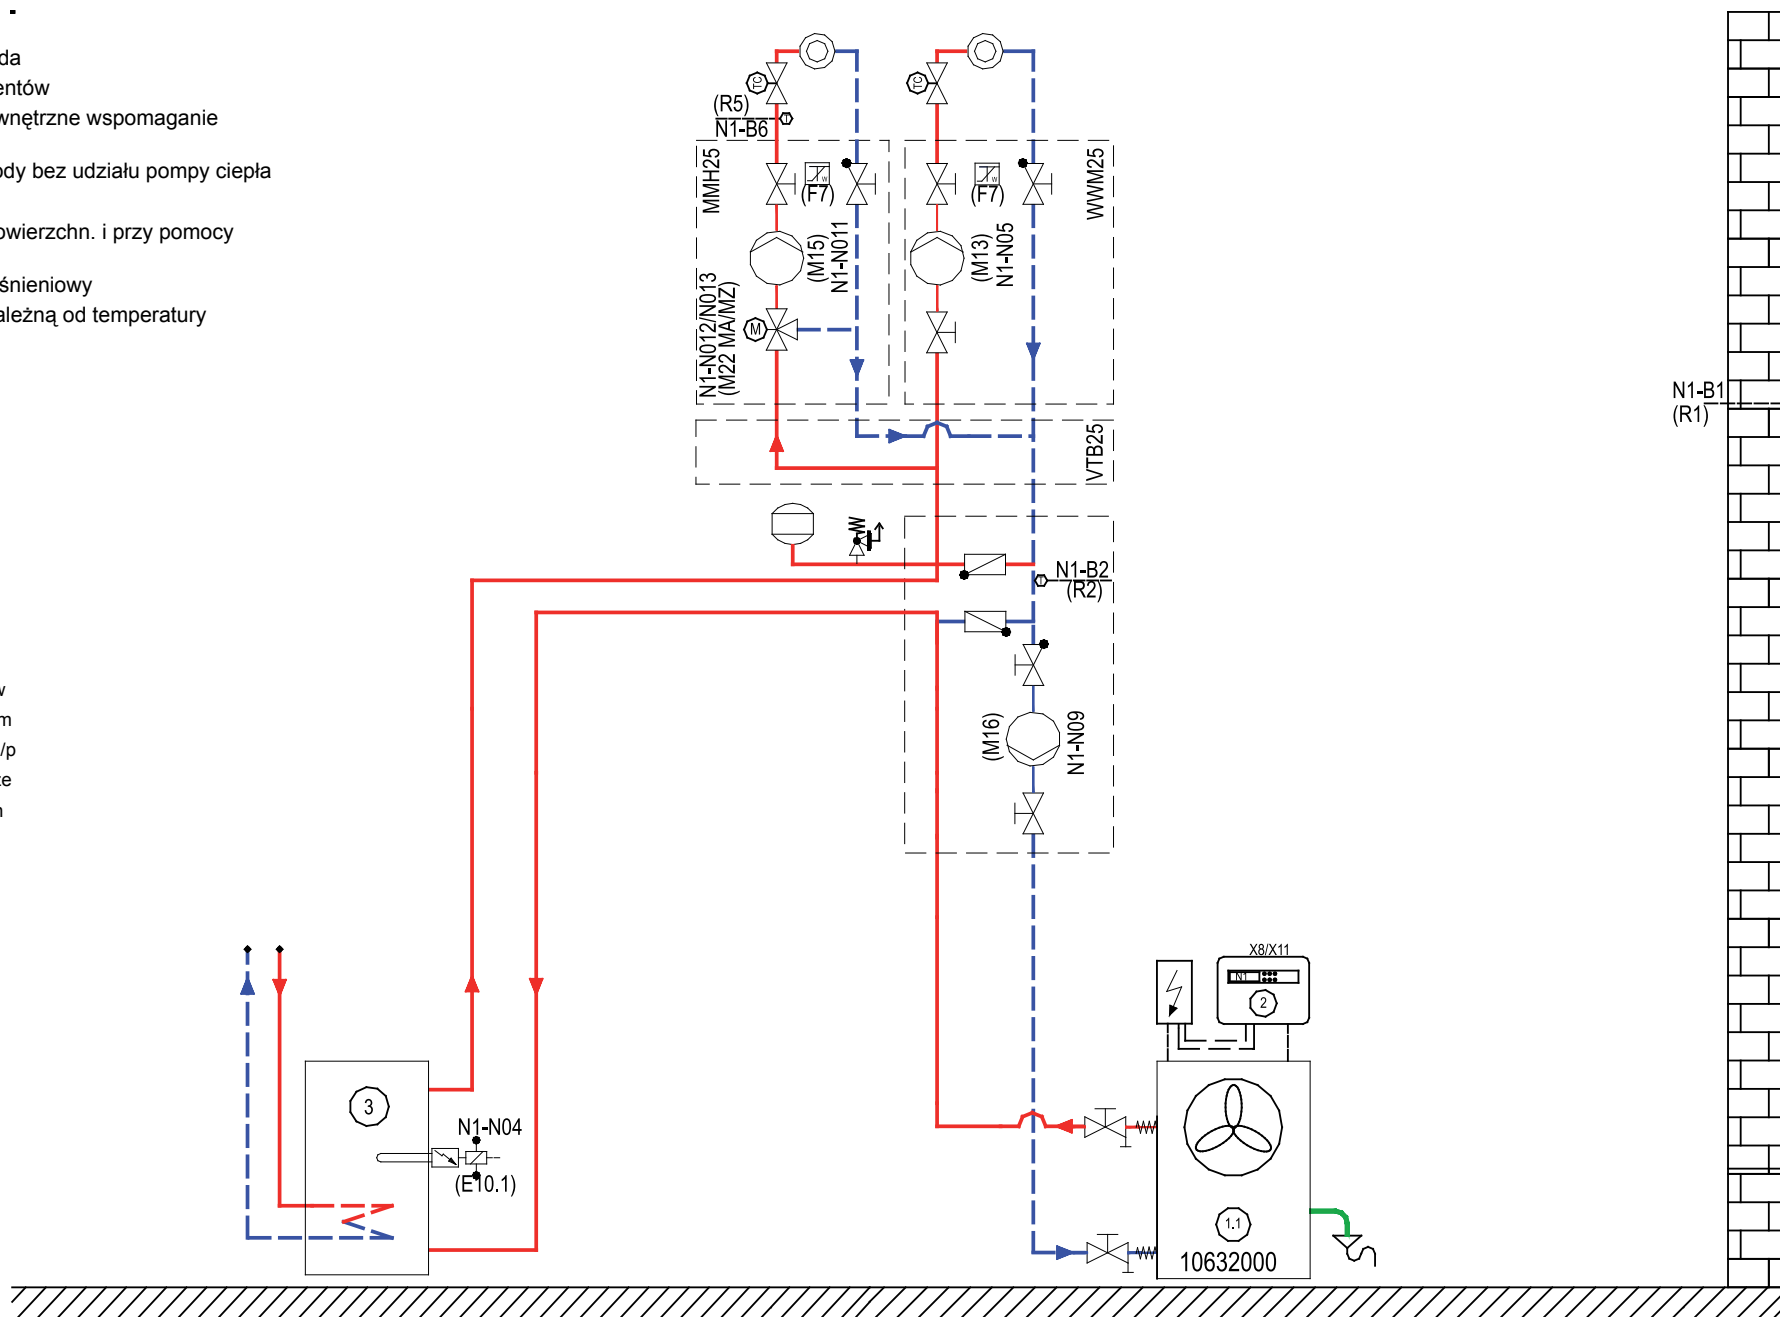 da
entów
wnętrzne wspomaganie
ody bez udziału pompy ciepła
owierzchn. i przy pomocy
śnieniowy
ależną od temperatury
w
m
/p
że
TC
TC
(R5)
N1-B6
T
MMH25
W
(F7)
(M15)
N1-N011
N1-N012/N013
(M22 MA/MZ)
M
WWM25
W
(F7)
(M13)
N1-N05
VTB25
N1-B1
(R1)
T
N1-B2
(R2)
(M16)
N1-N09
X8/X11
N1
2
3
N1-N04
(E10.1)
1.1
10632000